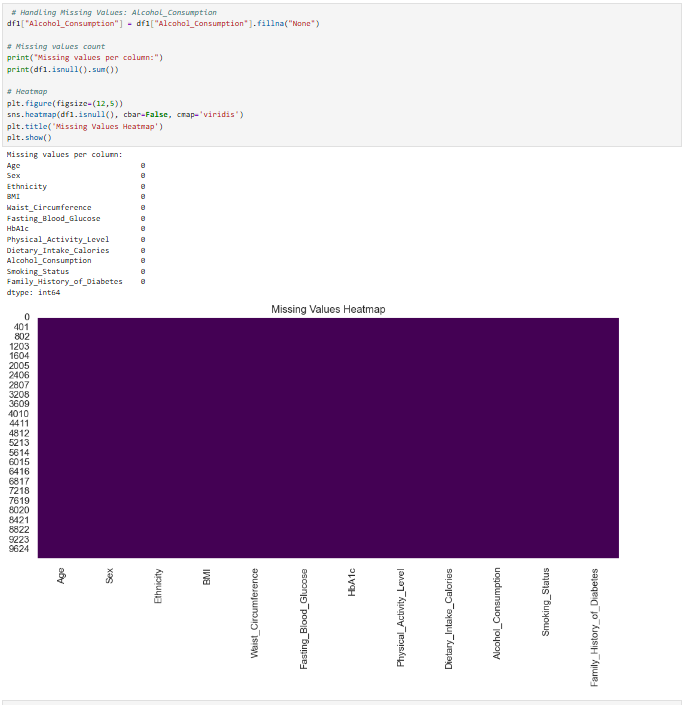 # Handling Missing Values: Alcohol_Consumption
df1["Alcohol_Consumption"] = df1["Alcohol_Consumption"].fillna("None")
# Missing values count
print("Missing values per column:")
print(df1.isnull().sum())
# Heatmap
plt.figure(figsize=(12,5))
sns.heatmap(df1.isnull(), cbar=False, cmap='viridis')
plt.title('Missing Values Heatmap')
plt.show()
Missing values per column:
Age 0
Sex 0
Ethnicity 0
BMI 0
Waist_Circumference 0
Fasting_Blood_Glucose 0
HbA1c 0
Physical_Activity_Level 0
Dietary_Intake_Calories 0
Alcohol_Consumption 0
Smoking_Status 0
Family_History_of_Diabetes 0
dtype: int64
Missing Values Heatmap
0
401
802
1203
1604
2005
2406
2807
3208
3609
4010
4411
4812
5213
5614
6015
6416
6817
7218
7619
8020
8421
8822
9223
9624
Age
Sex
Ethnicity
BMI
Waist_Circumference
Fasting_Blood_Glucose
HbA1c
Physical_Activity_Level
Dietary_Intake_Calories
Alcohol_Consumption
Smoking_Status
Family_History_of_Diabetes